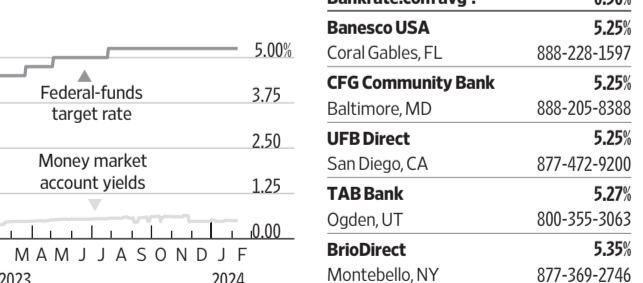 5.00%
Federal-funds
target rate
3.75
2.50
Money market
account yields
1.25
0.00
M A M J J A S O N D J F
2023 2024
Bankrate.com avg
Banesco USA 5.25%
Coral Gables, FL 888-228-1597
CFG Community Bank 5.25%
Baltimore, MD 888-205-8388
UFB Direct 5.25%
San Diego, CA 877-472-9200
TAB Bank 5.27%
Ogden, UT 800-355-3063
BrioDirect 5.35%
Montebello, NY 877-369-2746